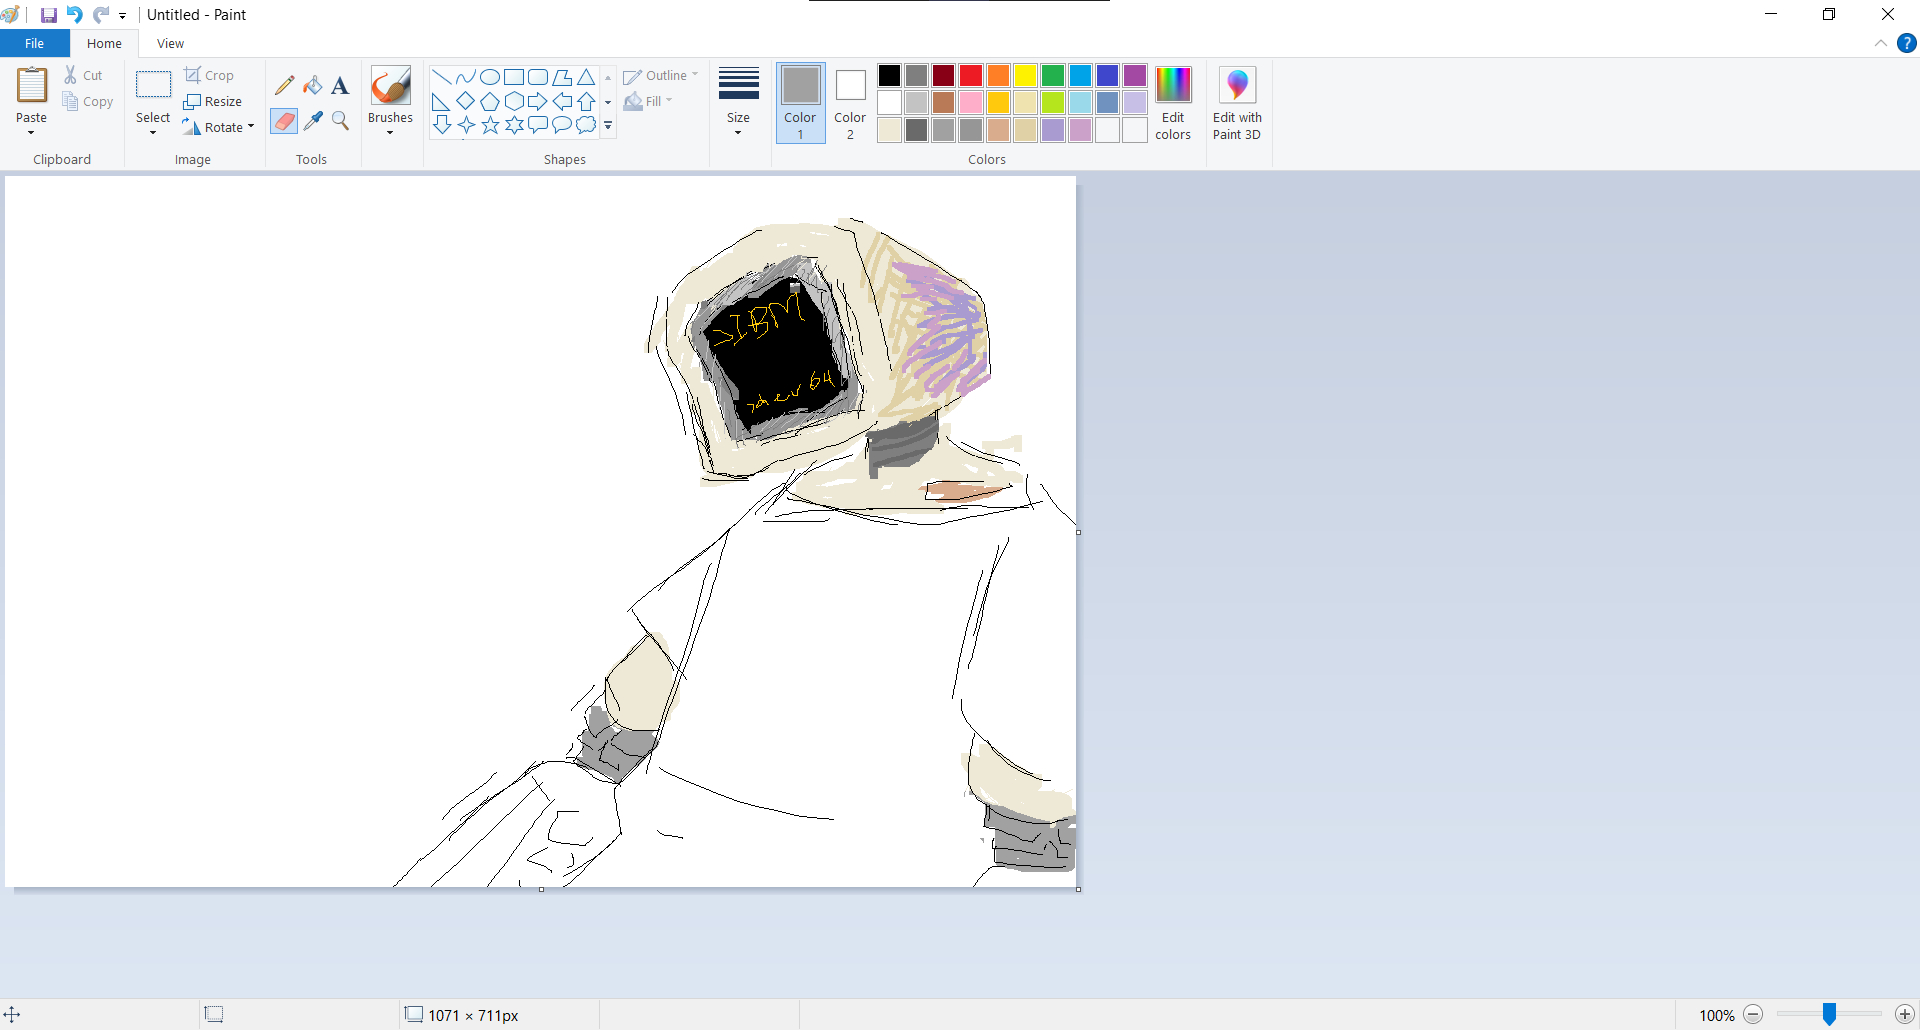 Untitled - Paint
File Home View
Paste
Cut
Copy
Clipboard
Select
Crop
Resize
Rotate
Image
Tools
Brushes
Shapes
Outline
Fill
Size
Color 1
Color 2
Edit colors
Colors
Edit with Paint 3D
>IBM
64
1071 × 711px
100%